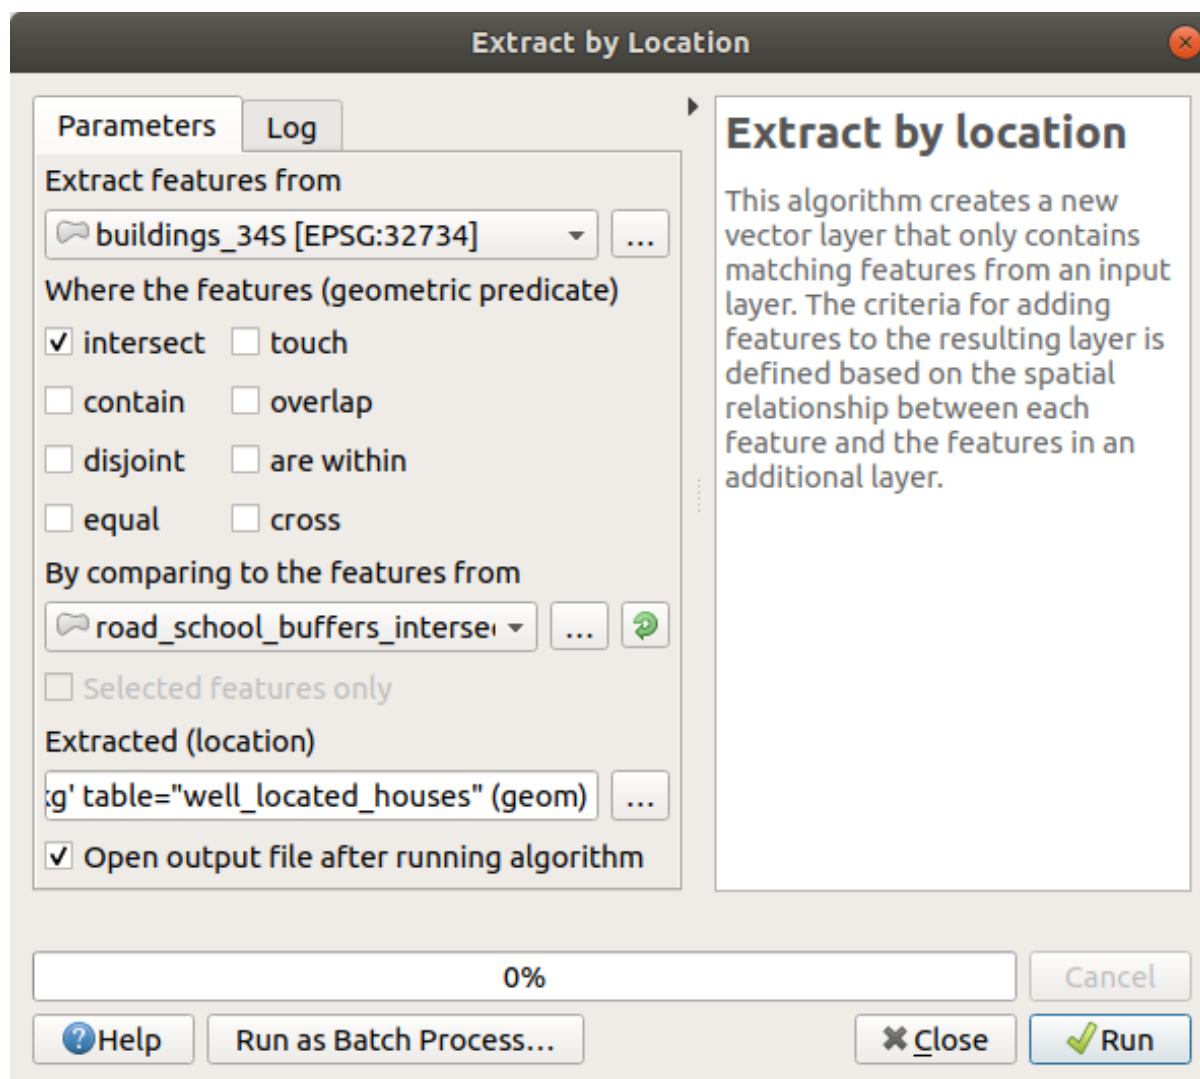 Extract by Location
Parameters
Log
Extract features from
buildings_34S [EPSG:32734]
...
Where the features (geometric predicate)
intersect
touch
contain
overlap
disjoint
are within
equal
cross
By comparing to the features from
road_school_buffers_interse
...
Selected features only
Extracted (location)
g' table="well_located_houses" (geom)
...
Open output file after running algorithm
Extract by location
This algorithm creates a new
vector layer that only contains
matching features from an input
layer. The criteria for adding
features to the resulting layer is
defined based on the spatial
relationship between each
feature and the features in an
additional layer.
0%
Cancel
Help
Run as Batch Process...
Close
Run